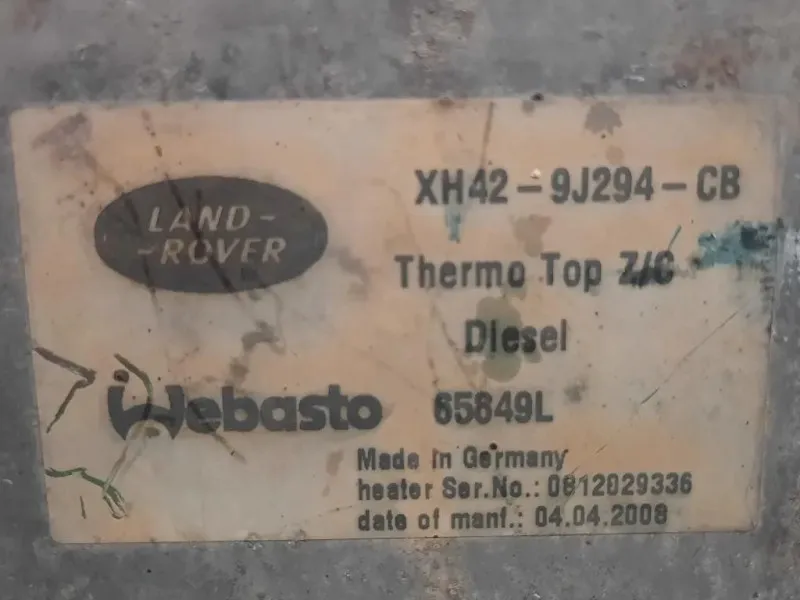 LAND-
-ROVER
XH42-9J294-CB
Thermo Top Z/C
Diesel
Webasto 65849L
Made in Germany
heater Ser.No.: 0812029336
date of manf.: 04.04.2008